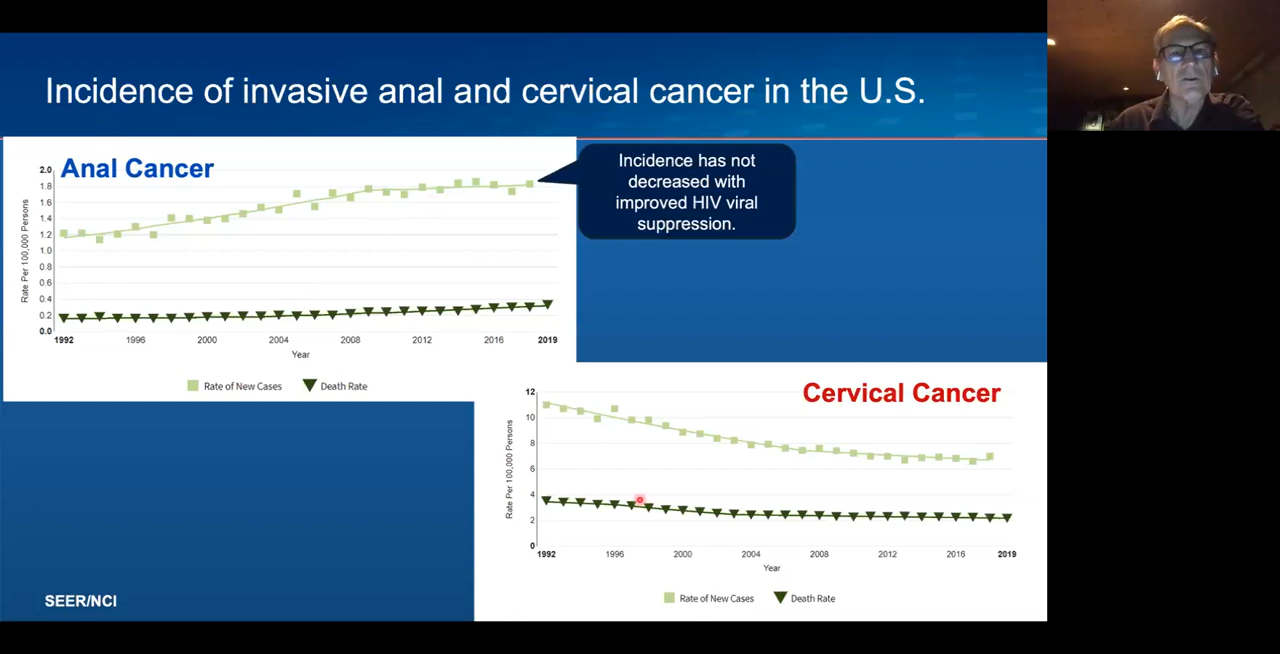 Incidence of invasive anal and cervical cancer in the U.S.
Anal Cancer
Incidence has not
decreased with
improved HIV viral
suppression.
Rate Per 100,000 Persons
2.0
1.8
1.6
1.4
1.2
1.0
0.8
0.6
0.4
0.2
0.0
1992 1996 2000 2004 2008 2012 2016 2019
Year
Rate of New Cases Death Rate
Cervical Cancer
Rate Per 100,000 Persons
12
10
8
6
4
2
0
1992 1996 2000 2004 2008 2012 2016 2019
Year
Rate of New Cases Death Rate
SEER/NCI